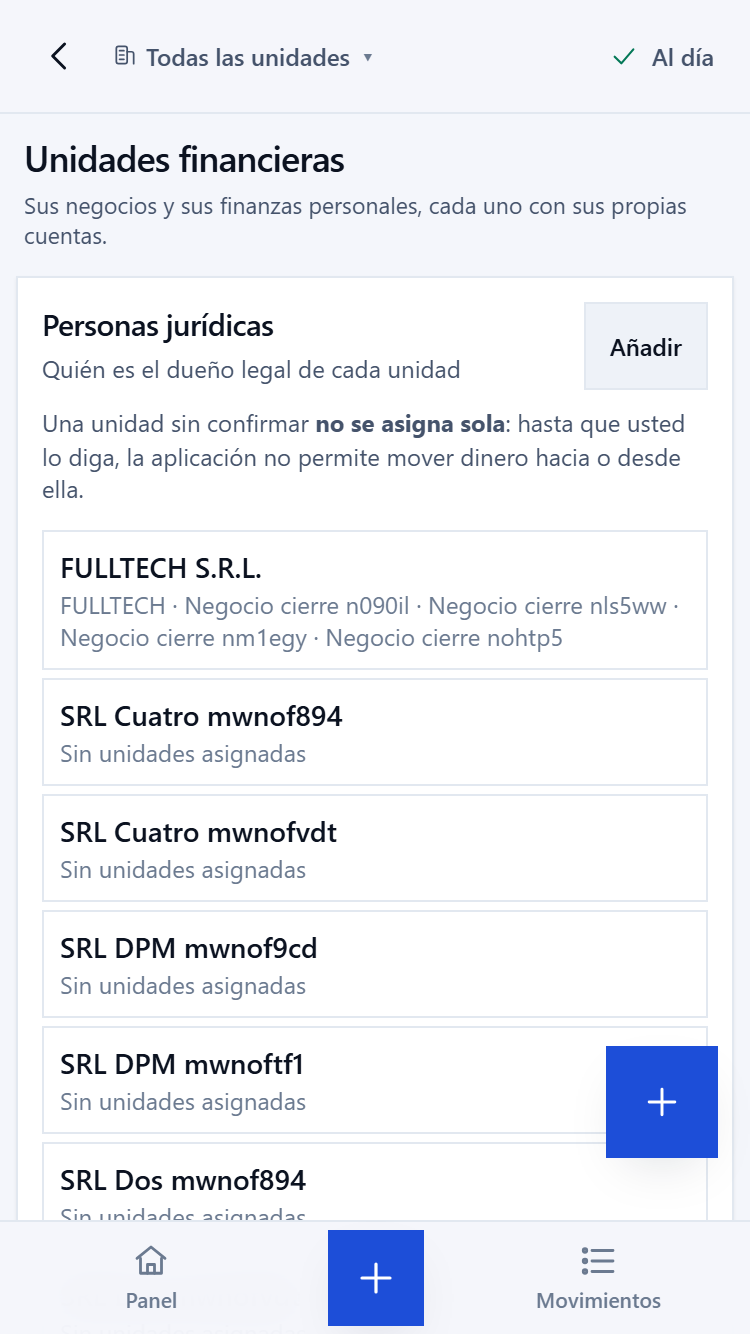 Todas las unidades ▾
Al día
Unidades financieras
Sus negocios y sus finanzas personales, cada uno con sus propias
cuentas.
Personas jurídicas
Añadir
Quién es el dueño legal de cada unidad
Una unidad sin confirmar no se asigna sola: hasta que usted
lo diga, la aplicación no permite mover dinero hacia o desde
ella.
FULLTECH S.R.L.
FULLTECH · Negocio cierre n090il · Negocio cierre nls5ww ·
Negocio cierre nm1egy · Negocio cierre nohtp5
SRL Cuatro mwnof894
Sin unidades asignadas
SRL Cuatro mwnofvdt
Sin unidades asignadas
SRL DPM mwnof9cd
Sin unidades asignadas
SRL DPM mwnoftf1
Sin unidades asignadas
SRL Dos mwnof894
Sin unidades asignadas
Panel
Movimientos